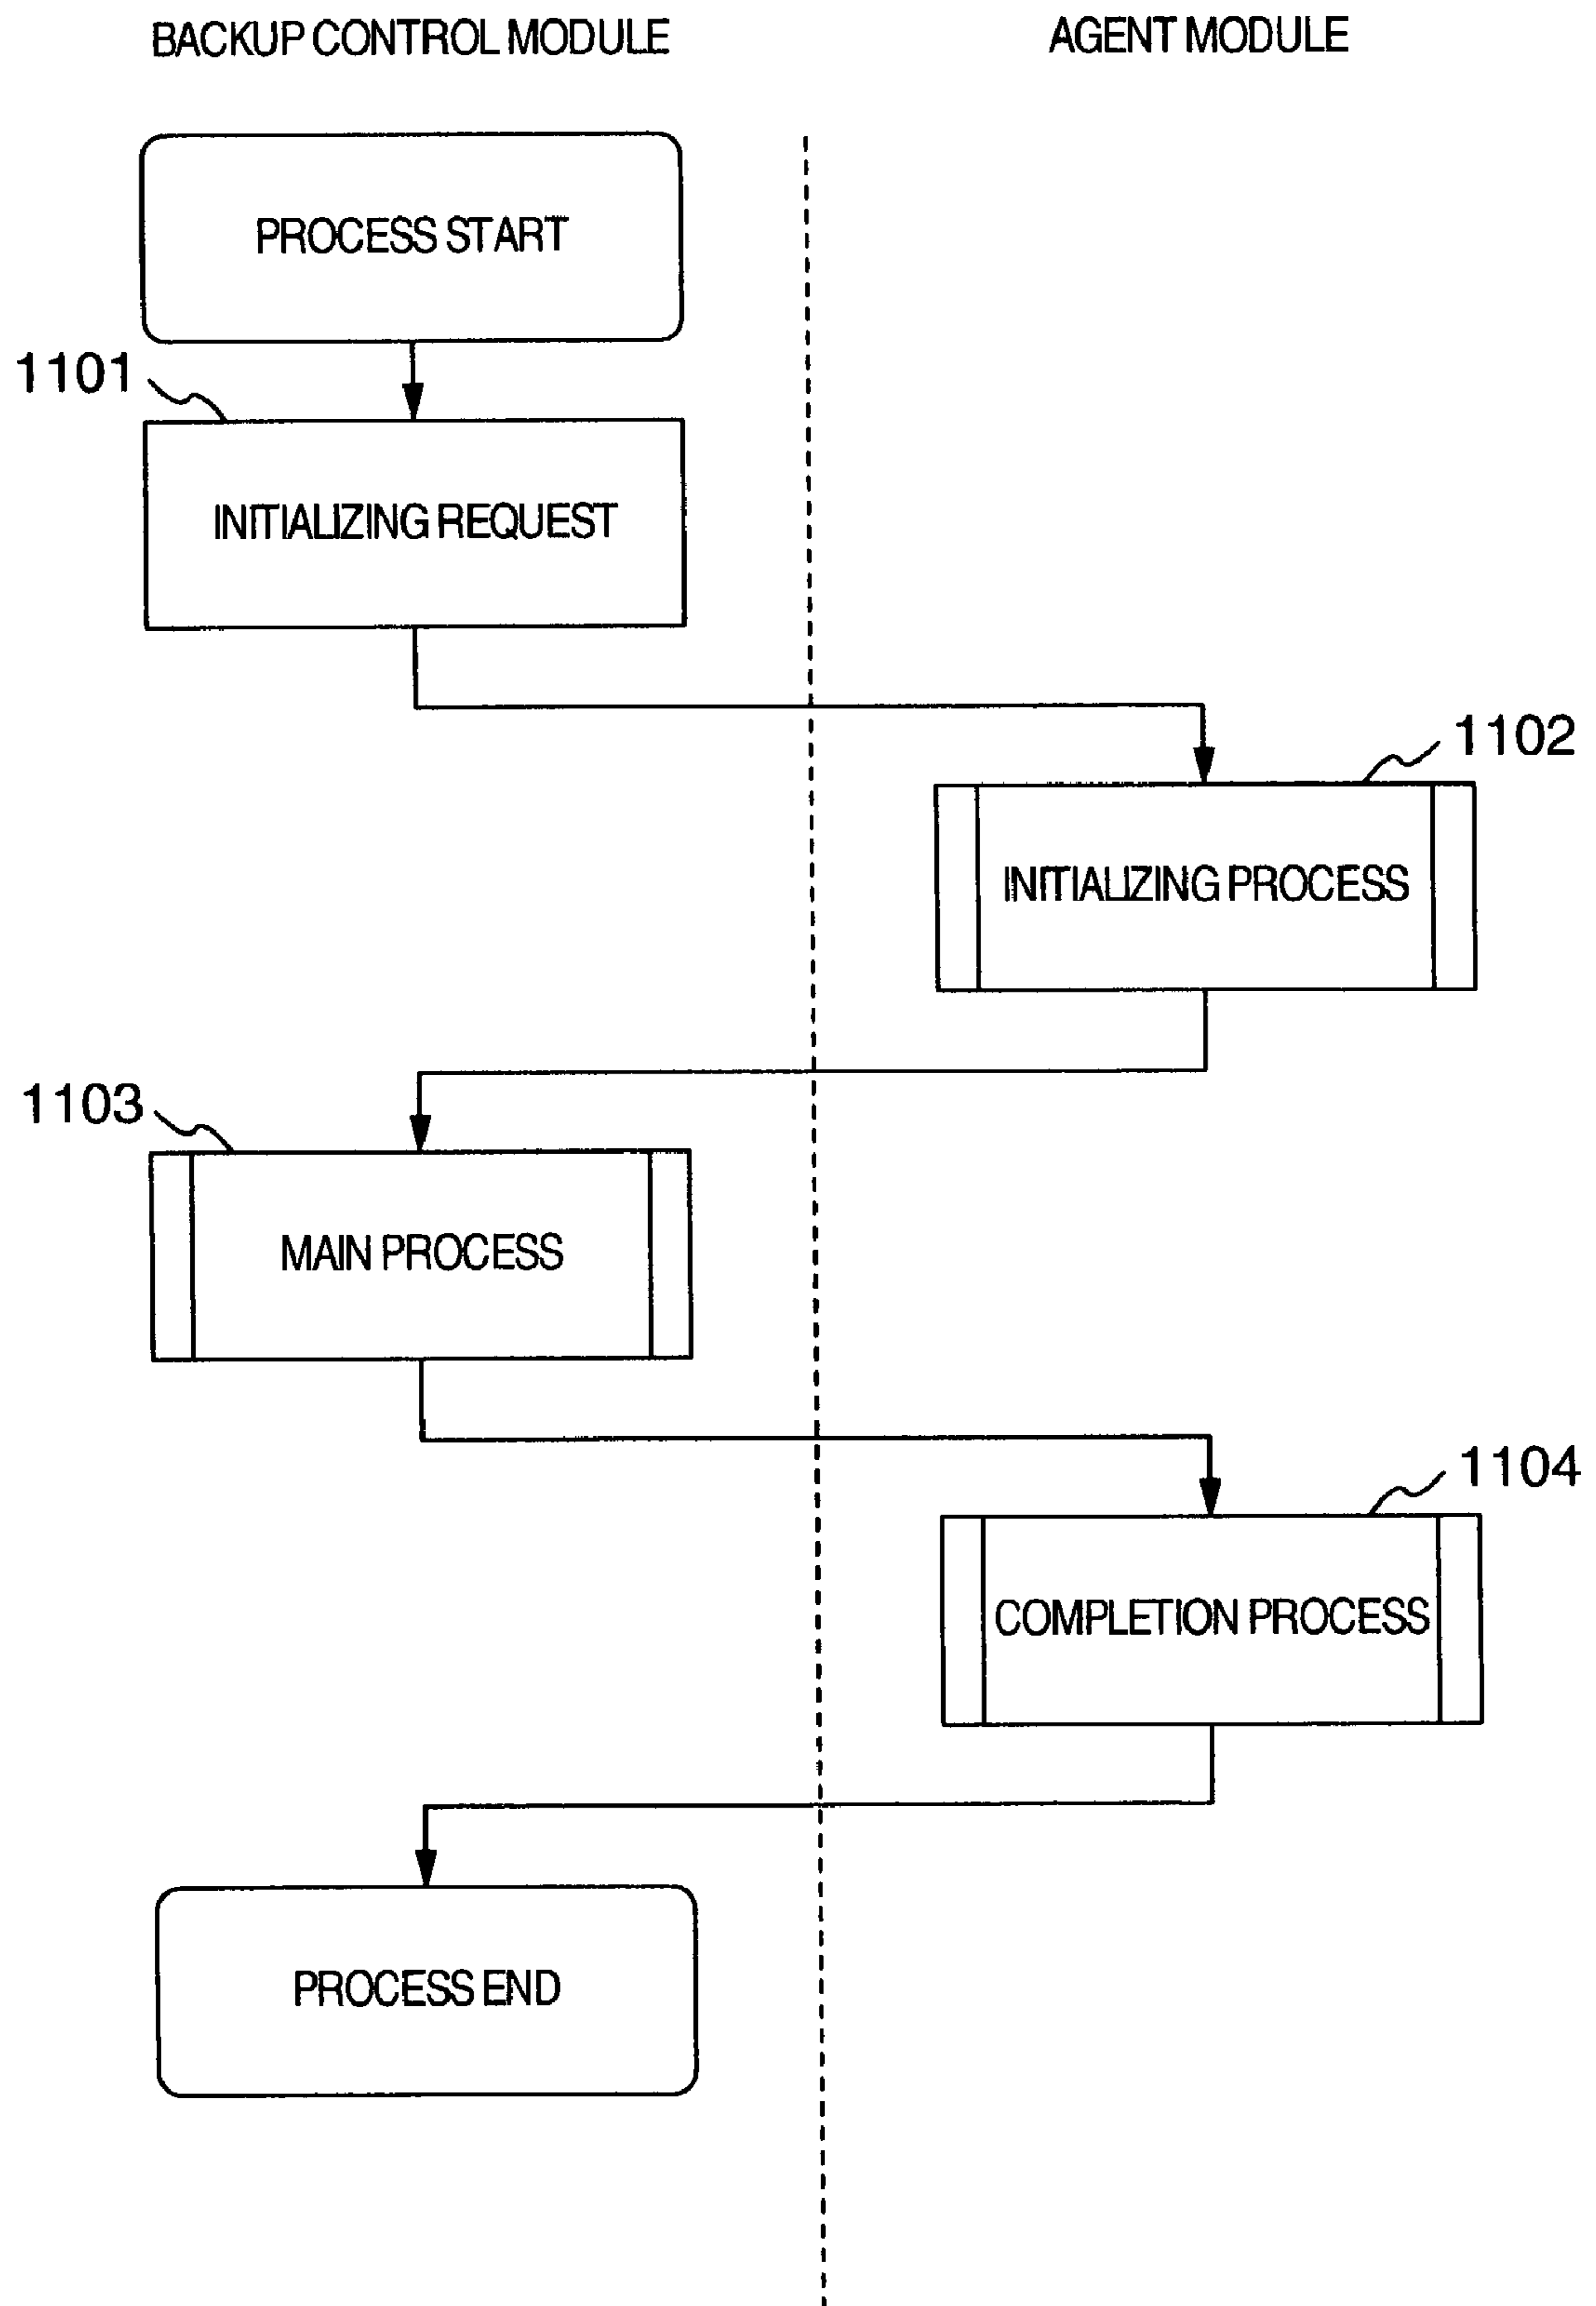 BACKUP CONTROL MODULE
AGENT MODULE
PROCESS START
1101
INITIALIZING REQUEST
1102
INITIALIZING PROCESS
1103
MAIN PROCESS
1104
COMPLETION PROCESS
PROCESS END